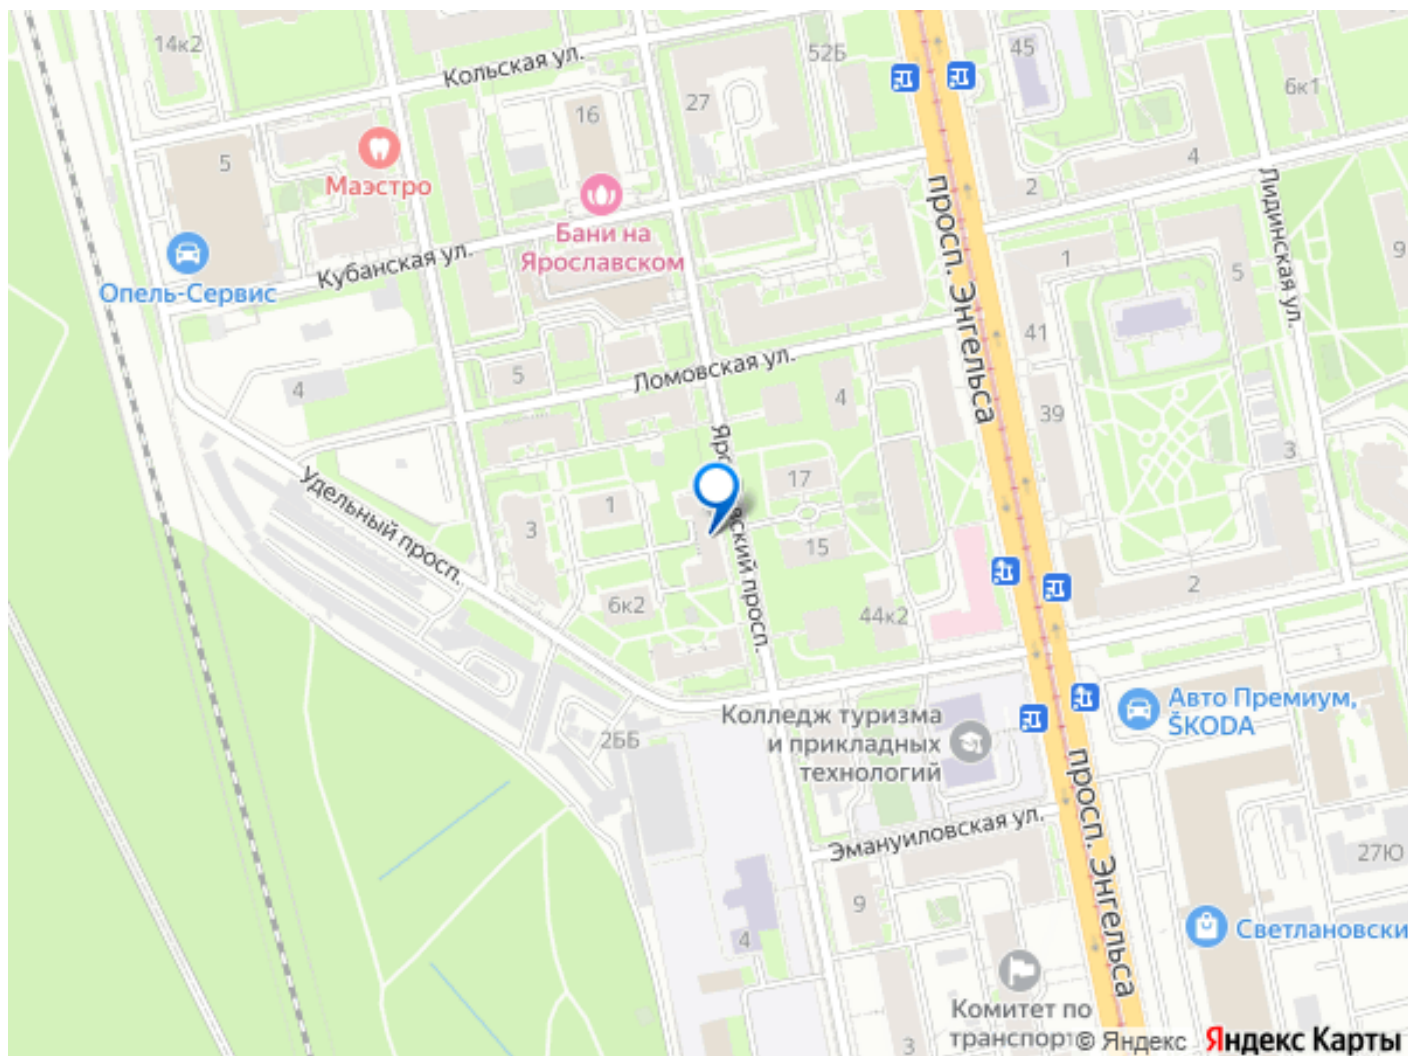 14к2
Кольская ул.
52Б
45
27
6к1
16
5
4
Маэстро
2
просп. Энгельса
Лидинская ул.
Бани на
Ярославском
Кубанская ул.
1
5
9
Опель-Сервис
41
Ломовская ул.
5
4
4
39
3
17
Удельный просп.
1
3
15
2
6к2
44к2
Колледж туризма
и прикладных
технологий
Авто Премиум,
ŠKODA
2ББ
просп. Энгельса
Эмануиловская ул.
27Ю
9
Светлановски
4
Комитет по
транспорт
3
© Яндекс
Яндекс Карты